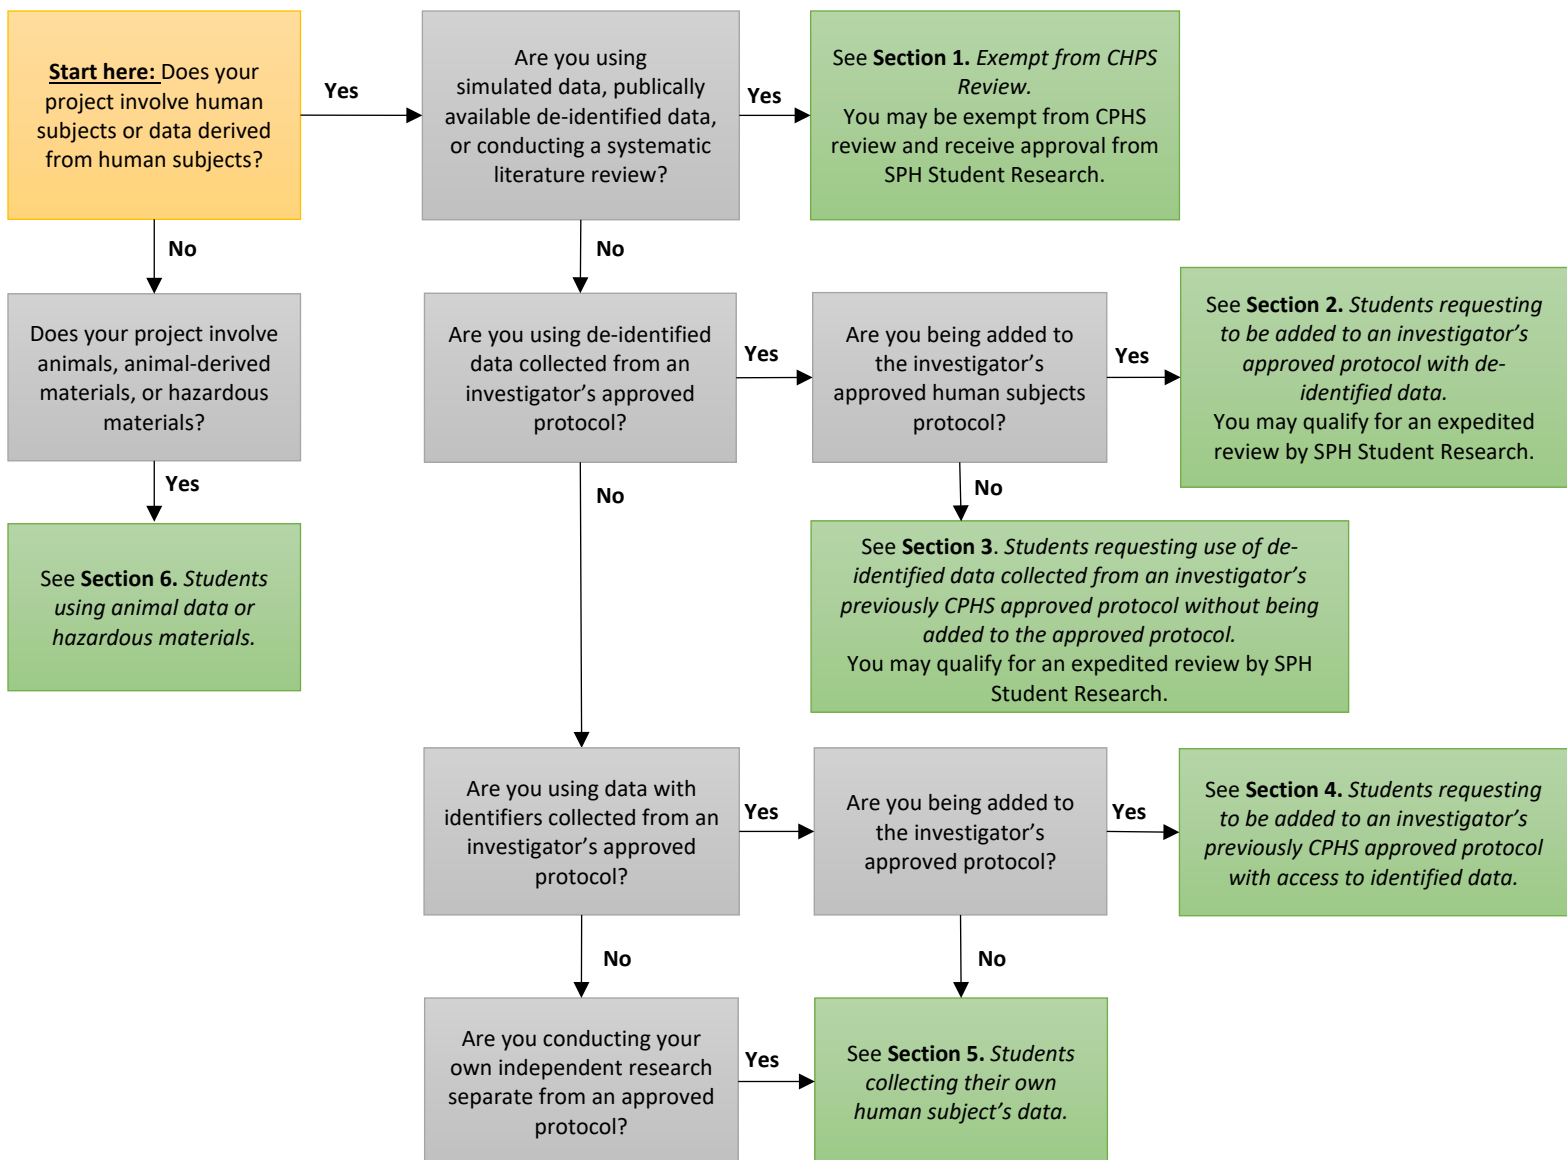 Start here: Does your
project involve human
subjects or data derived
from human subjects?
Yes
Are you using
simulated data, publically
available de-identified data,
or conducting a systematic
literature review?
Yes
See Section 1. Exempt from CHPS
Review.
You may be exempt from CPHS
review and receive approval from
SPH Student Research.
No
No
Does your project involve
animals, animal-derived
materials, or hazardous
materials?
Are you using de-identified
data collected from an
investigator’s approved
protocol?
Yes
Are you being added to
the investigator’s
approved human subjects
protocol?
Yes
See Section 2. Students requesting
to be added to an investigator’s
approved protocol with de-
identified data.
You may qualify for an expedited
review by SPH Student Research.
Yes
No
No
See Section 6. Students
using animal data or
hazardous materials.
See Section 3. Students requesting use of de-
identified data collected from an investigator’s
previously CPHS approved protocol without being
added to the approved protocol.
You may qualify for an expedited review by SPH
Student Research.
Are you using data with
identifiers collected from an
investigator’s approved
protocol?
Yes
Are you being added to
the investigator’s
approved protocol?
Yes
See Section 4. Students requesting
to be added to an investigator’s
previously CPHS approved protocol
with access to identified data.
No
No
Are you conducting your
own independent research
separate from an approved
protocol?
Yes
See Section 5. Students
collecting their own
human subject’s data.